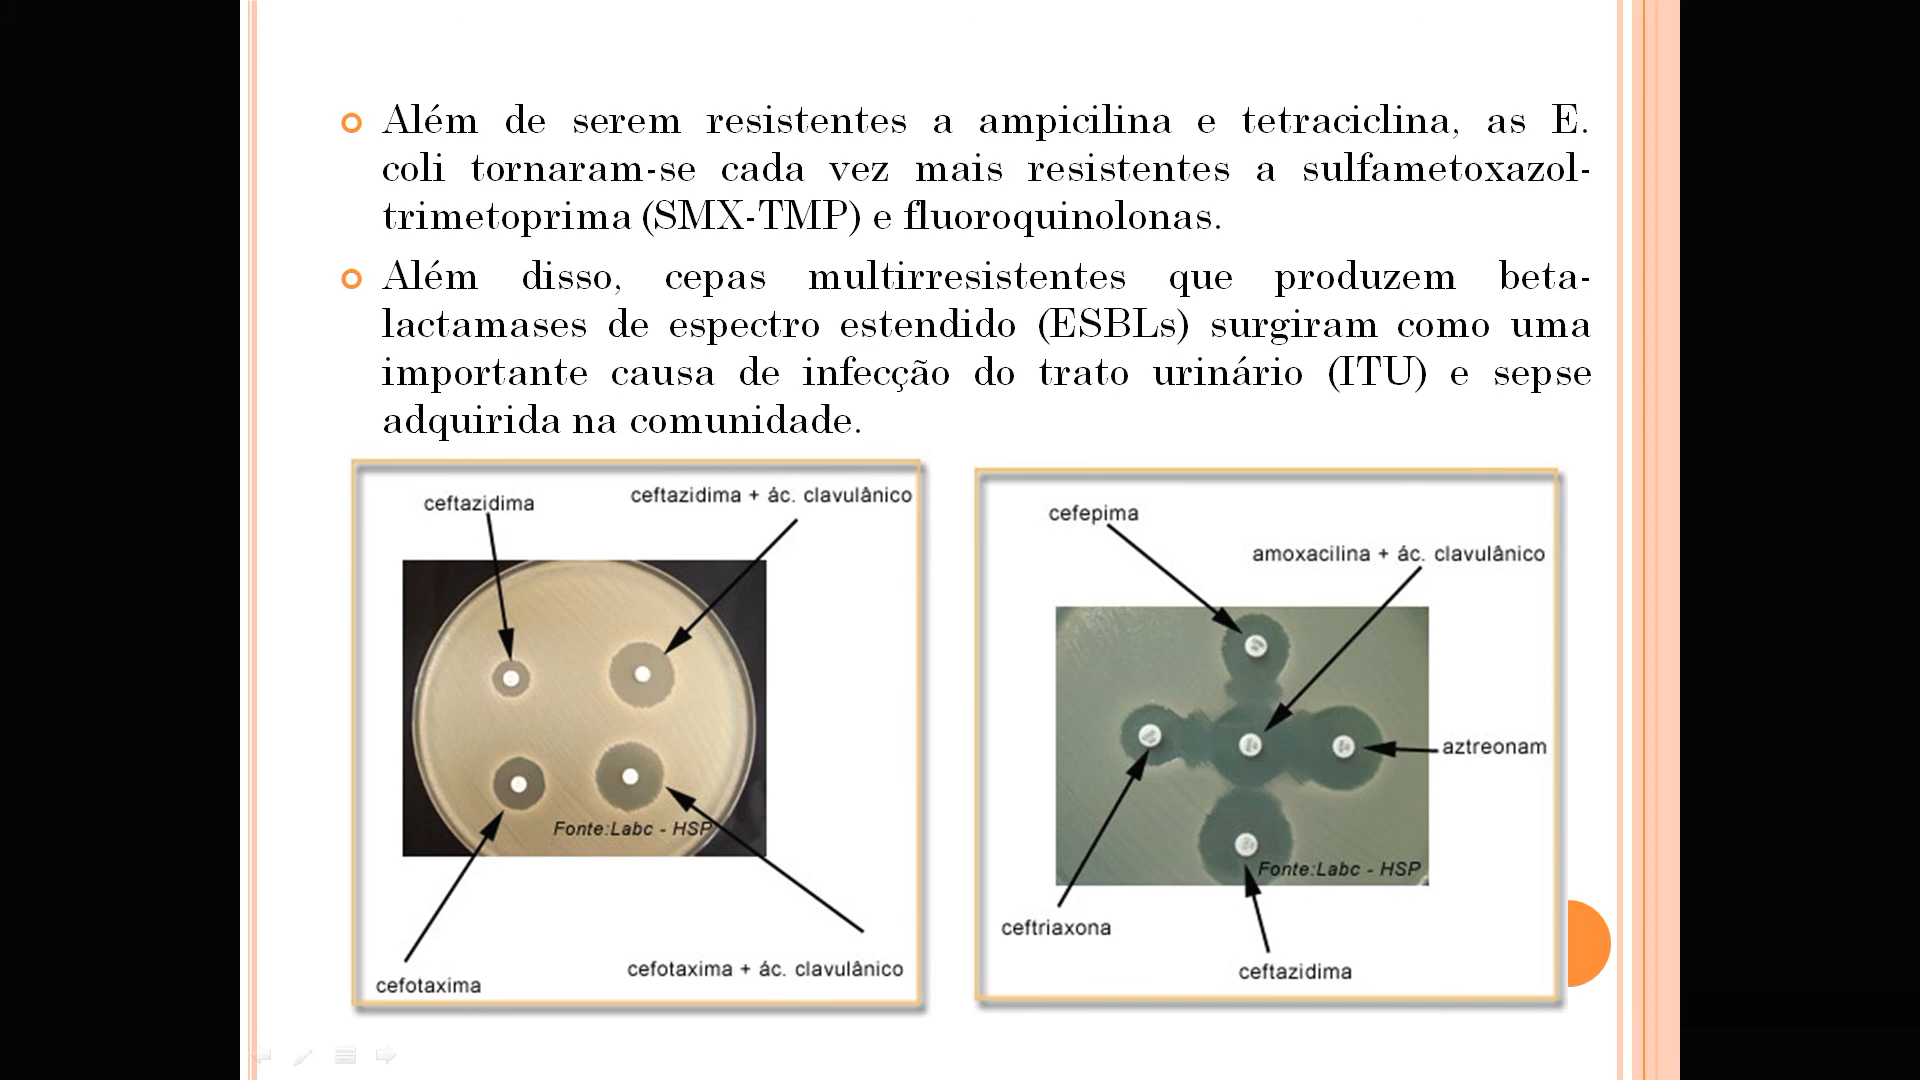 Além de serem resistentes a ampicilina e tetraciclina, as E.
coli tornaram-se cada vez mais resistentes a sulfametoxazol-
trimetoprima (SMX-TMP) e fluoroquinolonas.
Além disso, cepas multirresistentes que produzem beta-
lactamases de espectro estendido (ESBLs) surgiram como uma
importante causa de infecção do trato urinário (ITU) e sepse
adquirida na comunidade.
ceftazidima
ceftazidima + ác. clavulânico
Fonte:Labc - HSP
cefotaxima + ác. clavulânico
cefotaxima
cefepima
amoxacilina + ác. clavulânico
aztreonam
Fonte:Labc - HSP
ceftriaxona
ceftazidima